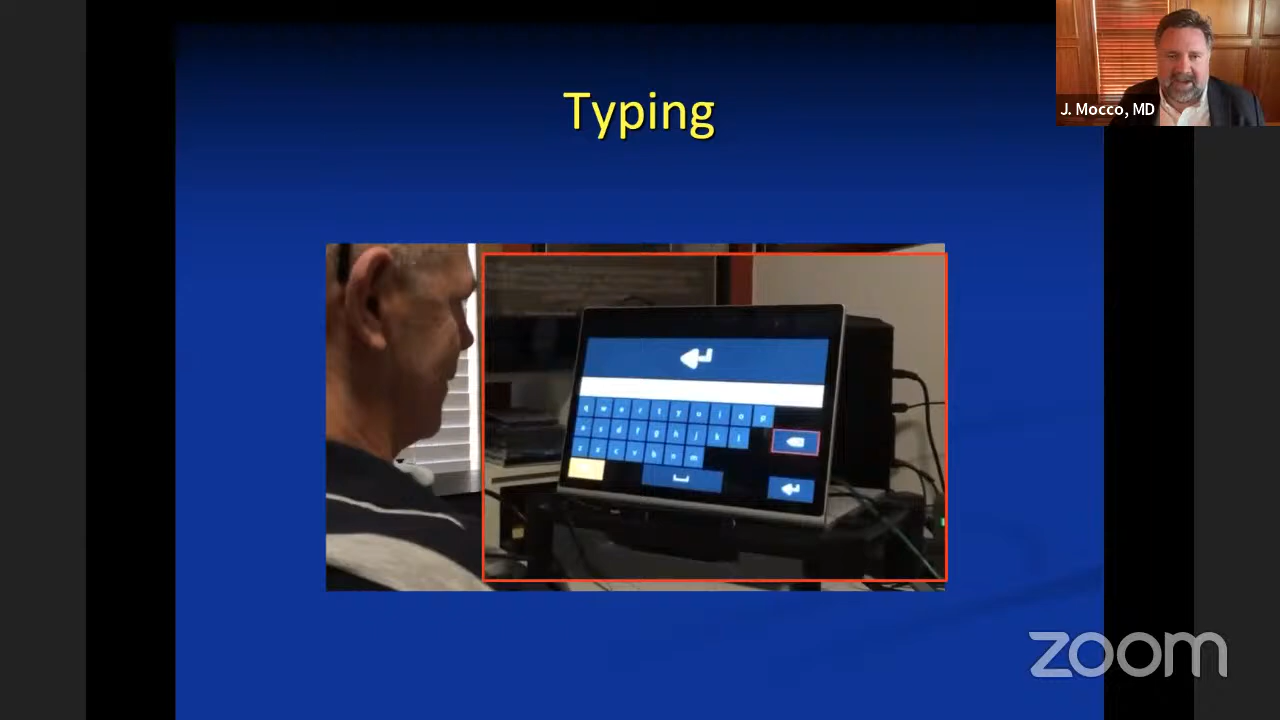 Typing
J. Mocco, MD
q w e r t y u i o p
a s d f g h j k l
z x c v b n m
zoom